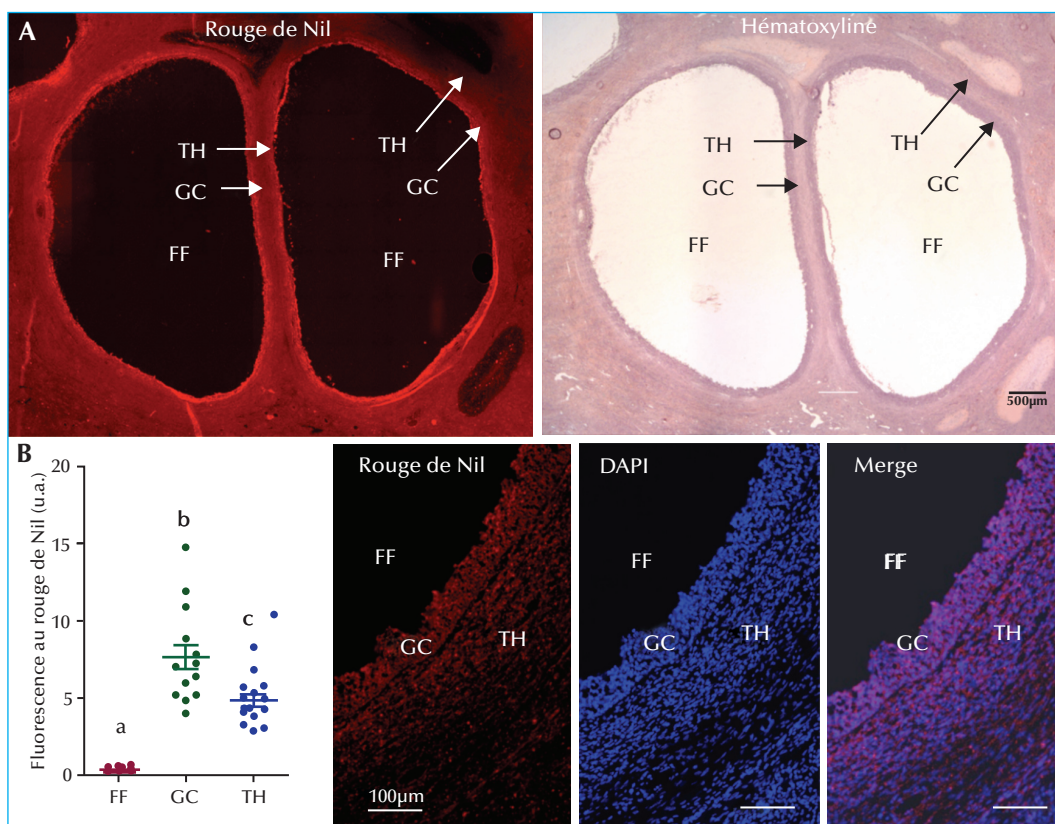 A
Rouge de Nil
TH
GC
FF
TH
GC
FF
Hématoxyline
TH
GC
FF
TH
GC
FF
500µm
B
Fluorescence au rouge de Nil (u.a.)
20
15
10
5
0
a
b
c
FF GC TH
Rouge de Nil
FF
GC
TH
100µm
DAPI
FF
GC
TH
Merge
FF
GC
TH